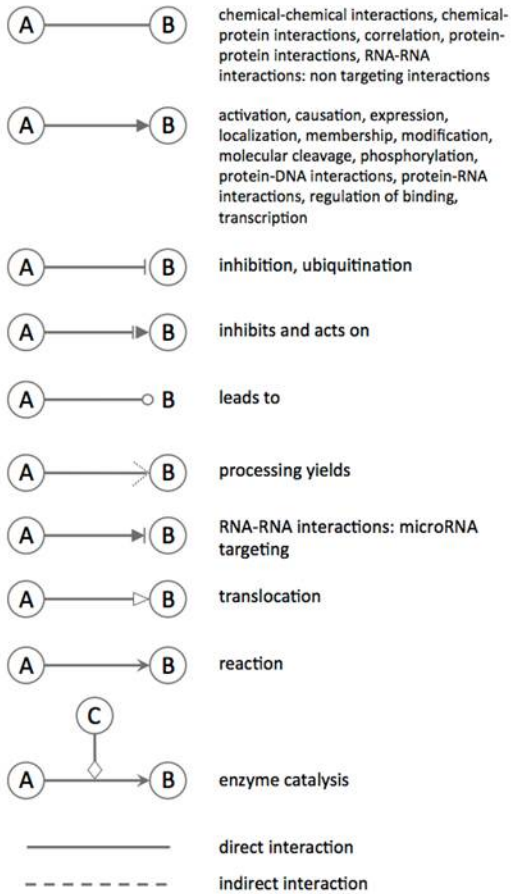 A B chemical-chemical interactions, chemical-
protein interactions, correlation, protein-
protein interactions, RNA-RNA
interactions: non targeting interactions
A B activation, causation, expression,
localization, membership, modification,
molecular cleavage, phosphorylation,
protein-DNA interactions, protein-RNA
interactions, regulation of binding,
transcription
A B inhibition, ubiquitination
A B inhibits and acts on
A B leads to
A B processing yields
A B RNA-RNA interactions: microRNA
targeting
A B translocation
A B reaction
C
A B enzyme catalysis
direct interaction
indirect interaction